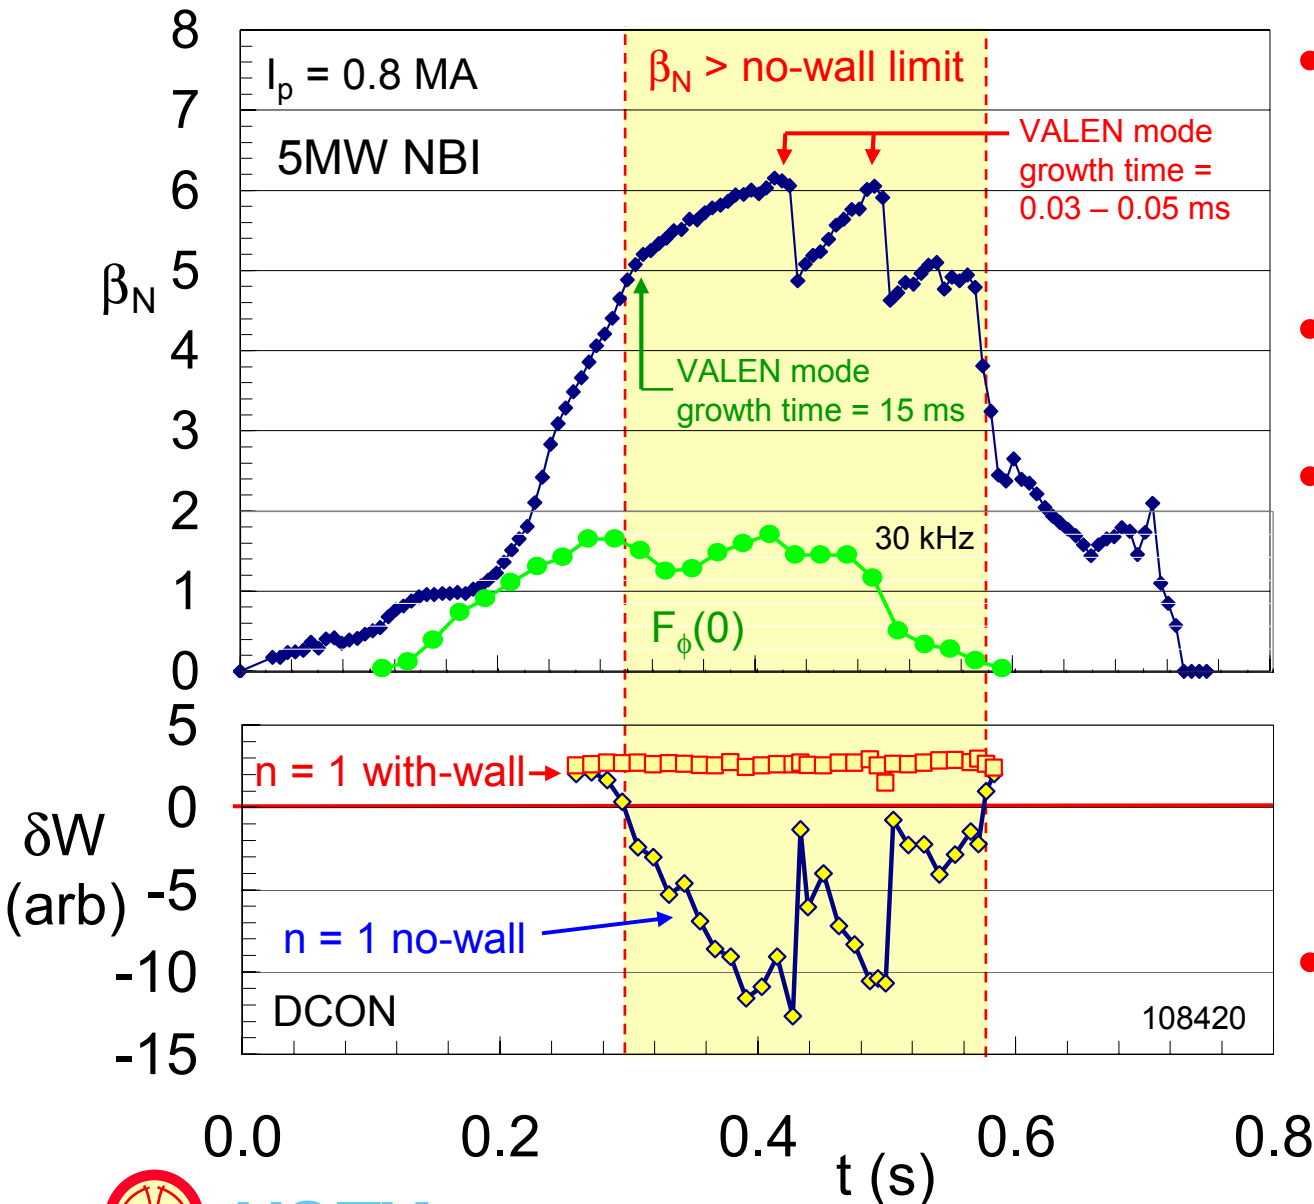 8
7
6
5
4
3
2
1
0
β_N
I_p = 0.8 MA
5MW NBI
β_N > no-wall limit
VALEN mode
growth time =
0.03 – 0.05 ms
VALEN mode
growth time = 15 ms
30 kHz
F_ϕ(0)
5
0
-5
-10
-15
δW
(arb)
n = 1 with-wall
n = 1 no-wall
DCON
108420
0.0 0.2 0.4 0.6 0.8
t (s)